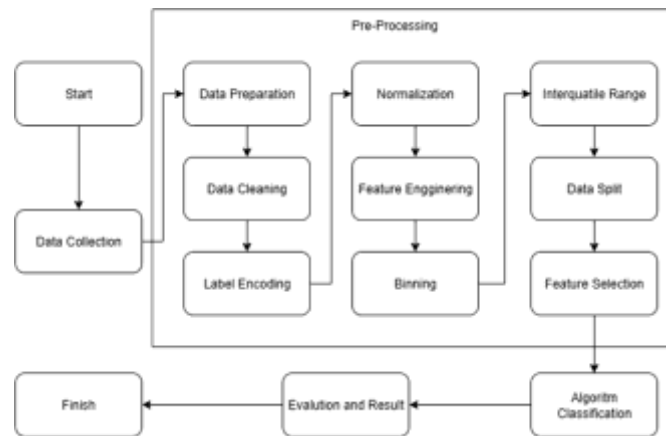 Pre-Processing
Start
Data Preparation
Normalization
Interquatile Range
Data Cleaning
Feature Enggineering
Data Split
Data Collection
Label Encoding
Binning
Feature Selection
Finish
Evalution and Result
Algoritm
Classification